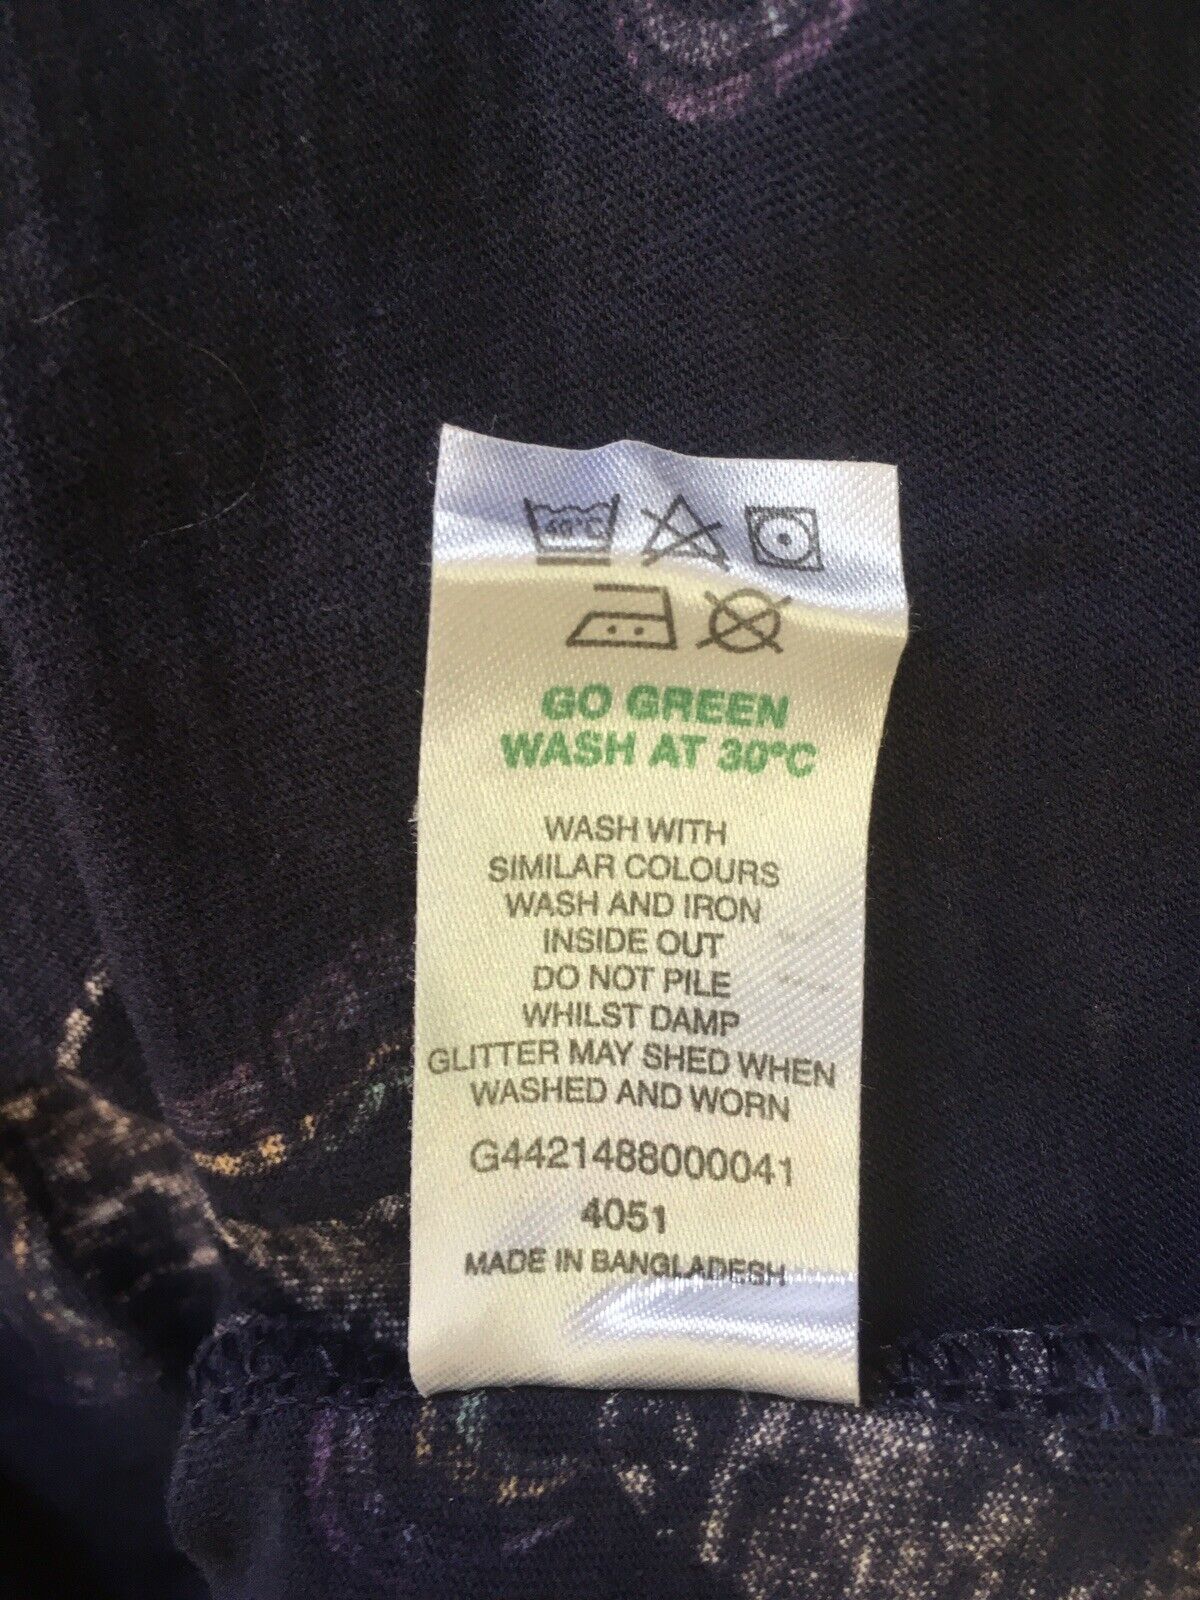 40°C
GO GREEN
WASH AT 30°C
WASH WITH
SIMILAR COLOURS
WASH AND IRON
INSIDE OUT
DO NOT PILE
WHILST DAMP
GLITTER MAY SHED WHEN
WASHED AND WORN
G4421488000041
4051
MADE IN BANGLADESH